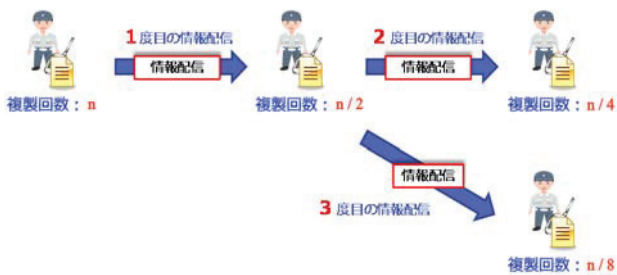 1度目の情報配信
情報配信
2 度目の情報配信
情報配信
複製回数：n
複製回数：n / 2
複製回数：n / 4
情報配信
3 度目の情報配信
複製回数：n / 8